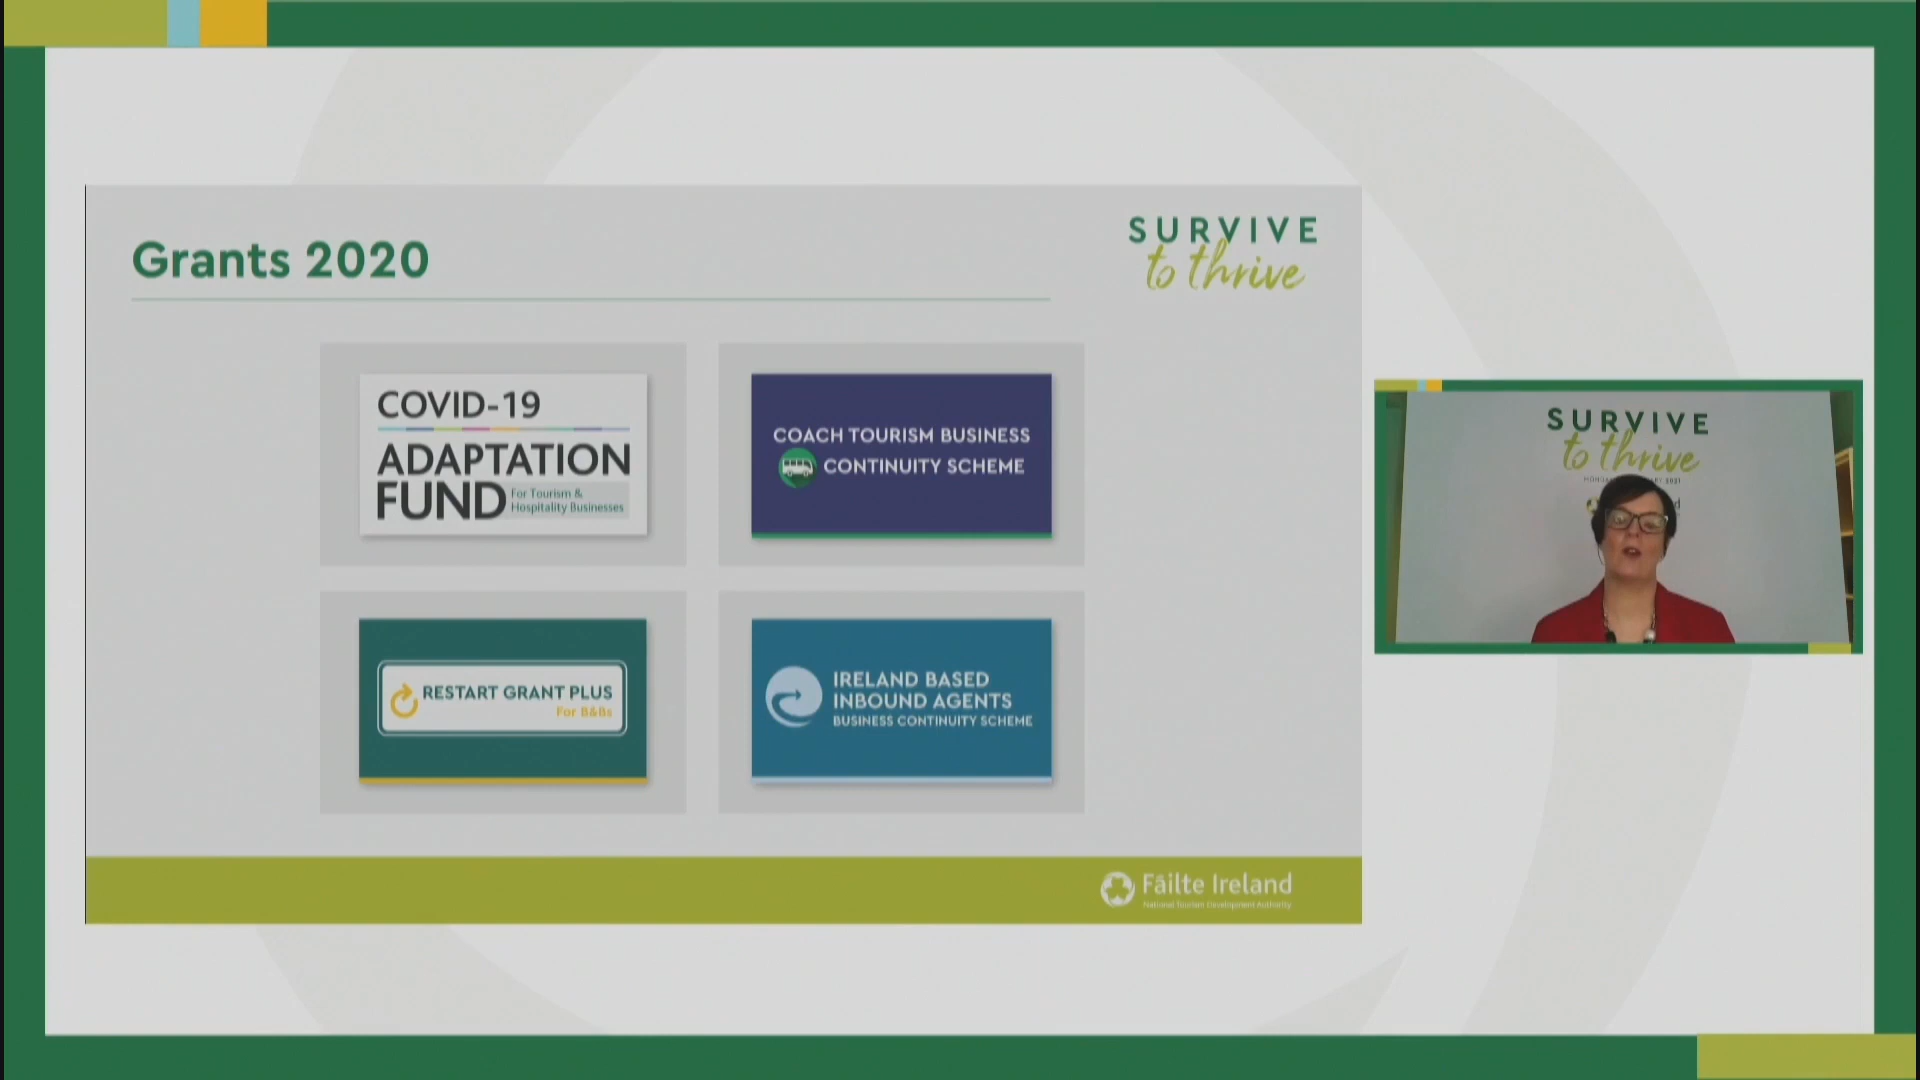 Grants 2020
SURVIVE
to thrive
COVID-19
ADAPTATION
FUND For Tourism &
Hospitality Businesses
COACH TOURISM BUSINESS
CONTINUITY SCHEME
RESTART GRANT PLUS
For B&Bs
IRELAND BASED
INBOUND AGENTS
BUSINESS CONTINUITY SCHEME
Fáilte Ireland
National Tourism Development Authority
SURVIVE
to thrive
2021